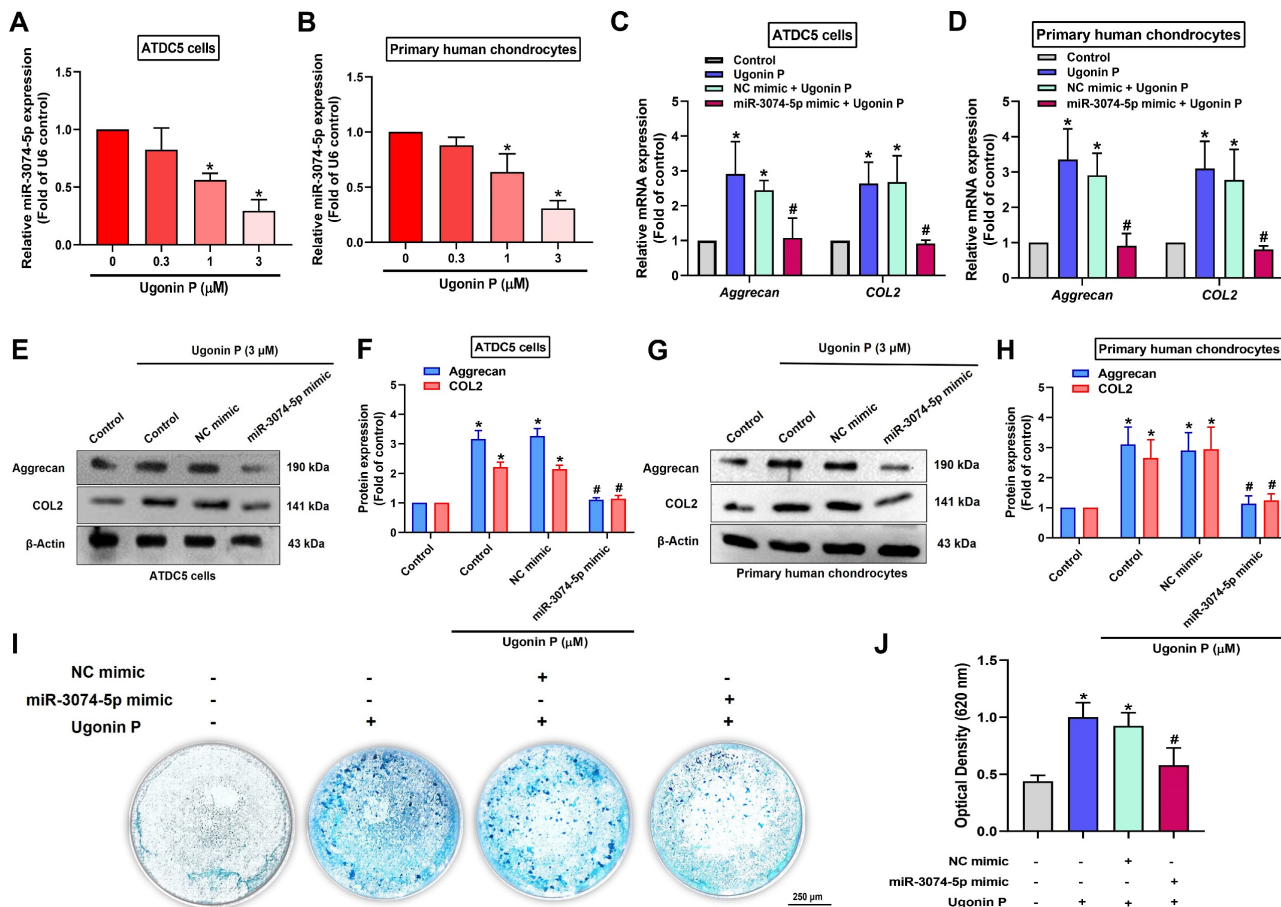 A
ATDC5 cells
Relative miR-3074-5p expression
(Fold of U6 control)
1.5
1.0
0.5
0.0
*
*
0 0.3 1 3
Ugonin P (μM)
B
Primary human chondrocytes
Relative miR-3074-5p expression
(Fold of U6 control)
1.5
1.0
0.5
0.0
*
*
0 0.3 1 3
Ugonin P (μM)
C
ATDC5 cells
Control
Ugonin P
NC mimic + Ugonin P
miR-3074-5p mimic + Ugonin P
Relative mRNA expression
(Fold of control)
5
4
3
2
1
0
* * # * * #
Aggrecan COL2
D
Primary human chondrocytes
Control
Ugonin P
NC mimic + Ugonin P
miR-3074-5p mimic + Ugonin P
Relative mRNA expression
(Fold of control)
5
4
3
2
1
0
* * # * * #
Aggrecan COL2
E
Ugonin P (3 μM)
Control Control NC mimic miR-3074-5p mimic
Aggrecan 190 kDa
COL2 141 kDa
β-Actin 43 kDa
ATDC5 cells
F
ATDC5 cells
Aggrecan
COL2
Protein expression
(Fold of control)
5
4
3
2
1
0
* * * * # #
Control Control NC mimic miR-3074-5p mimic
Ugonin P (μM)
G
Ugonin P (3 μM)
Control Control NC mimic miR-3074-5p mimic
Aggrecan 190 kDa
COL2 141 kDa
β-Actin 43 kDa
Primary human chondrocytes
H
Primary human chondrocytes
Aggrecan
COL2
Protein expression
(Fold of control)
5
4
3
2
1
0
* * * * # #
Control Control NC mimic miR-3074-5p mimic
Ugonin P (μM)
I
NC mimic - - + -
miR-3074-5p mimic - - - +
Ugonin P - + + +
250 μm
J
Optical Density (620 nm)
1.5
1.0
0.5
0.0
* * #
NC mimic - - + -
miR-3074-5p mimic - - - +
Ugonin P - + + +